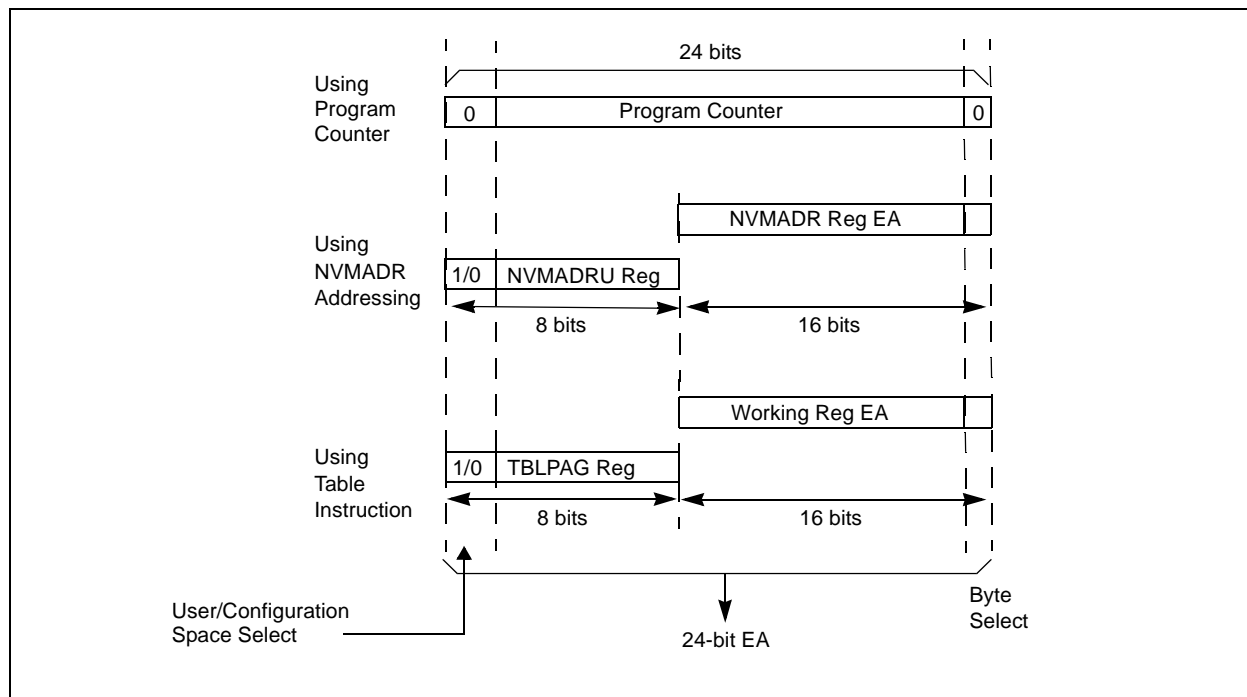 24 bits
Using
Program
Counter
0
Program Counter
0
NVMADR Reg EA
Using
NVMADR
Addressing
1/0
NVMADRU Reg
8 bits
16 bits
Working Reg EA
Using
Table
Instruction
1/0
TBLPAG Reg
8 bits
16 bits
User/Configuration
Space Select
24-bit EA
Byte
Select